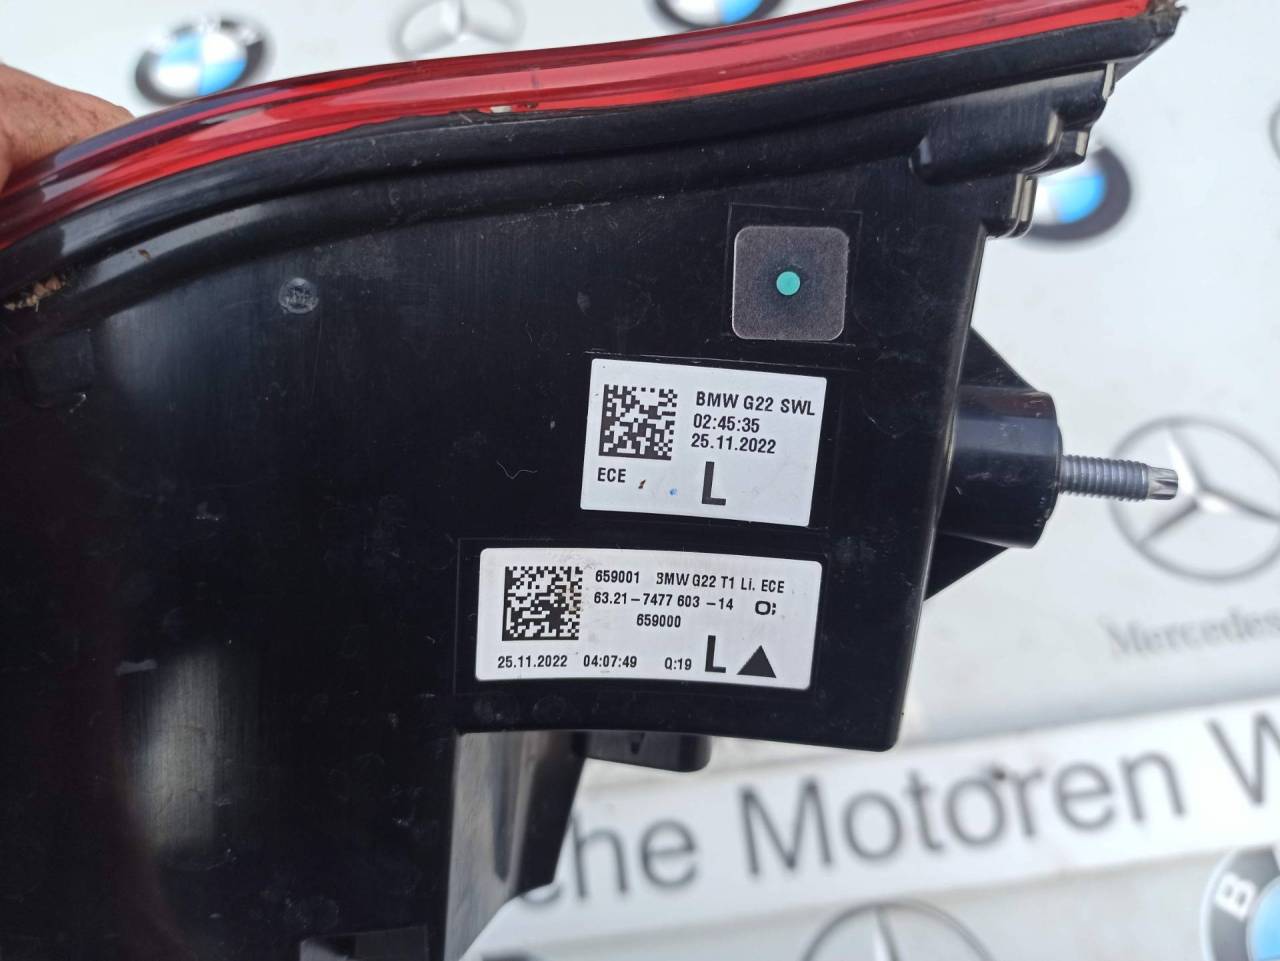 BMW G22 SWL
02:45:35
25.11.2022
ECE
L
659001 BMW G22 T1 Li. ECE
63.21-7477 603-14 O:
659000
25.11.2022 04:07:49 Q:19 L
Mercedes
che Motoren W
B